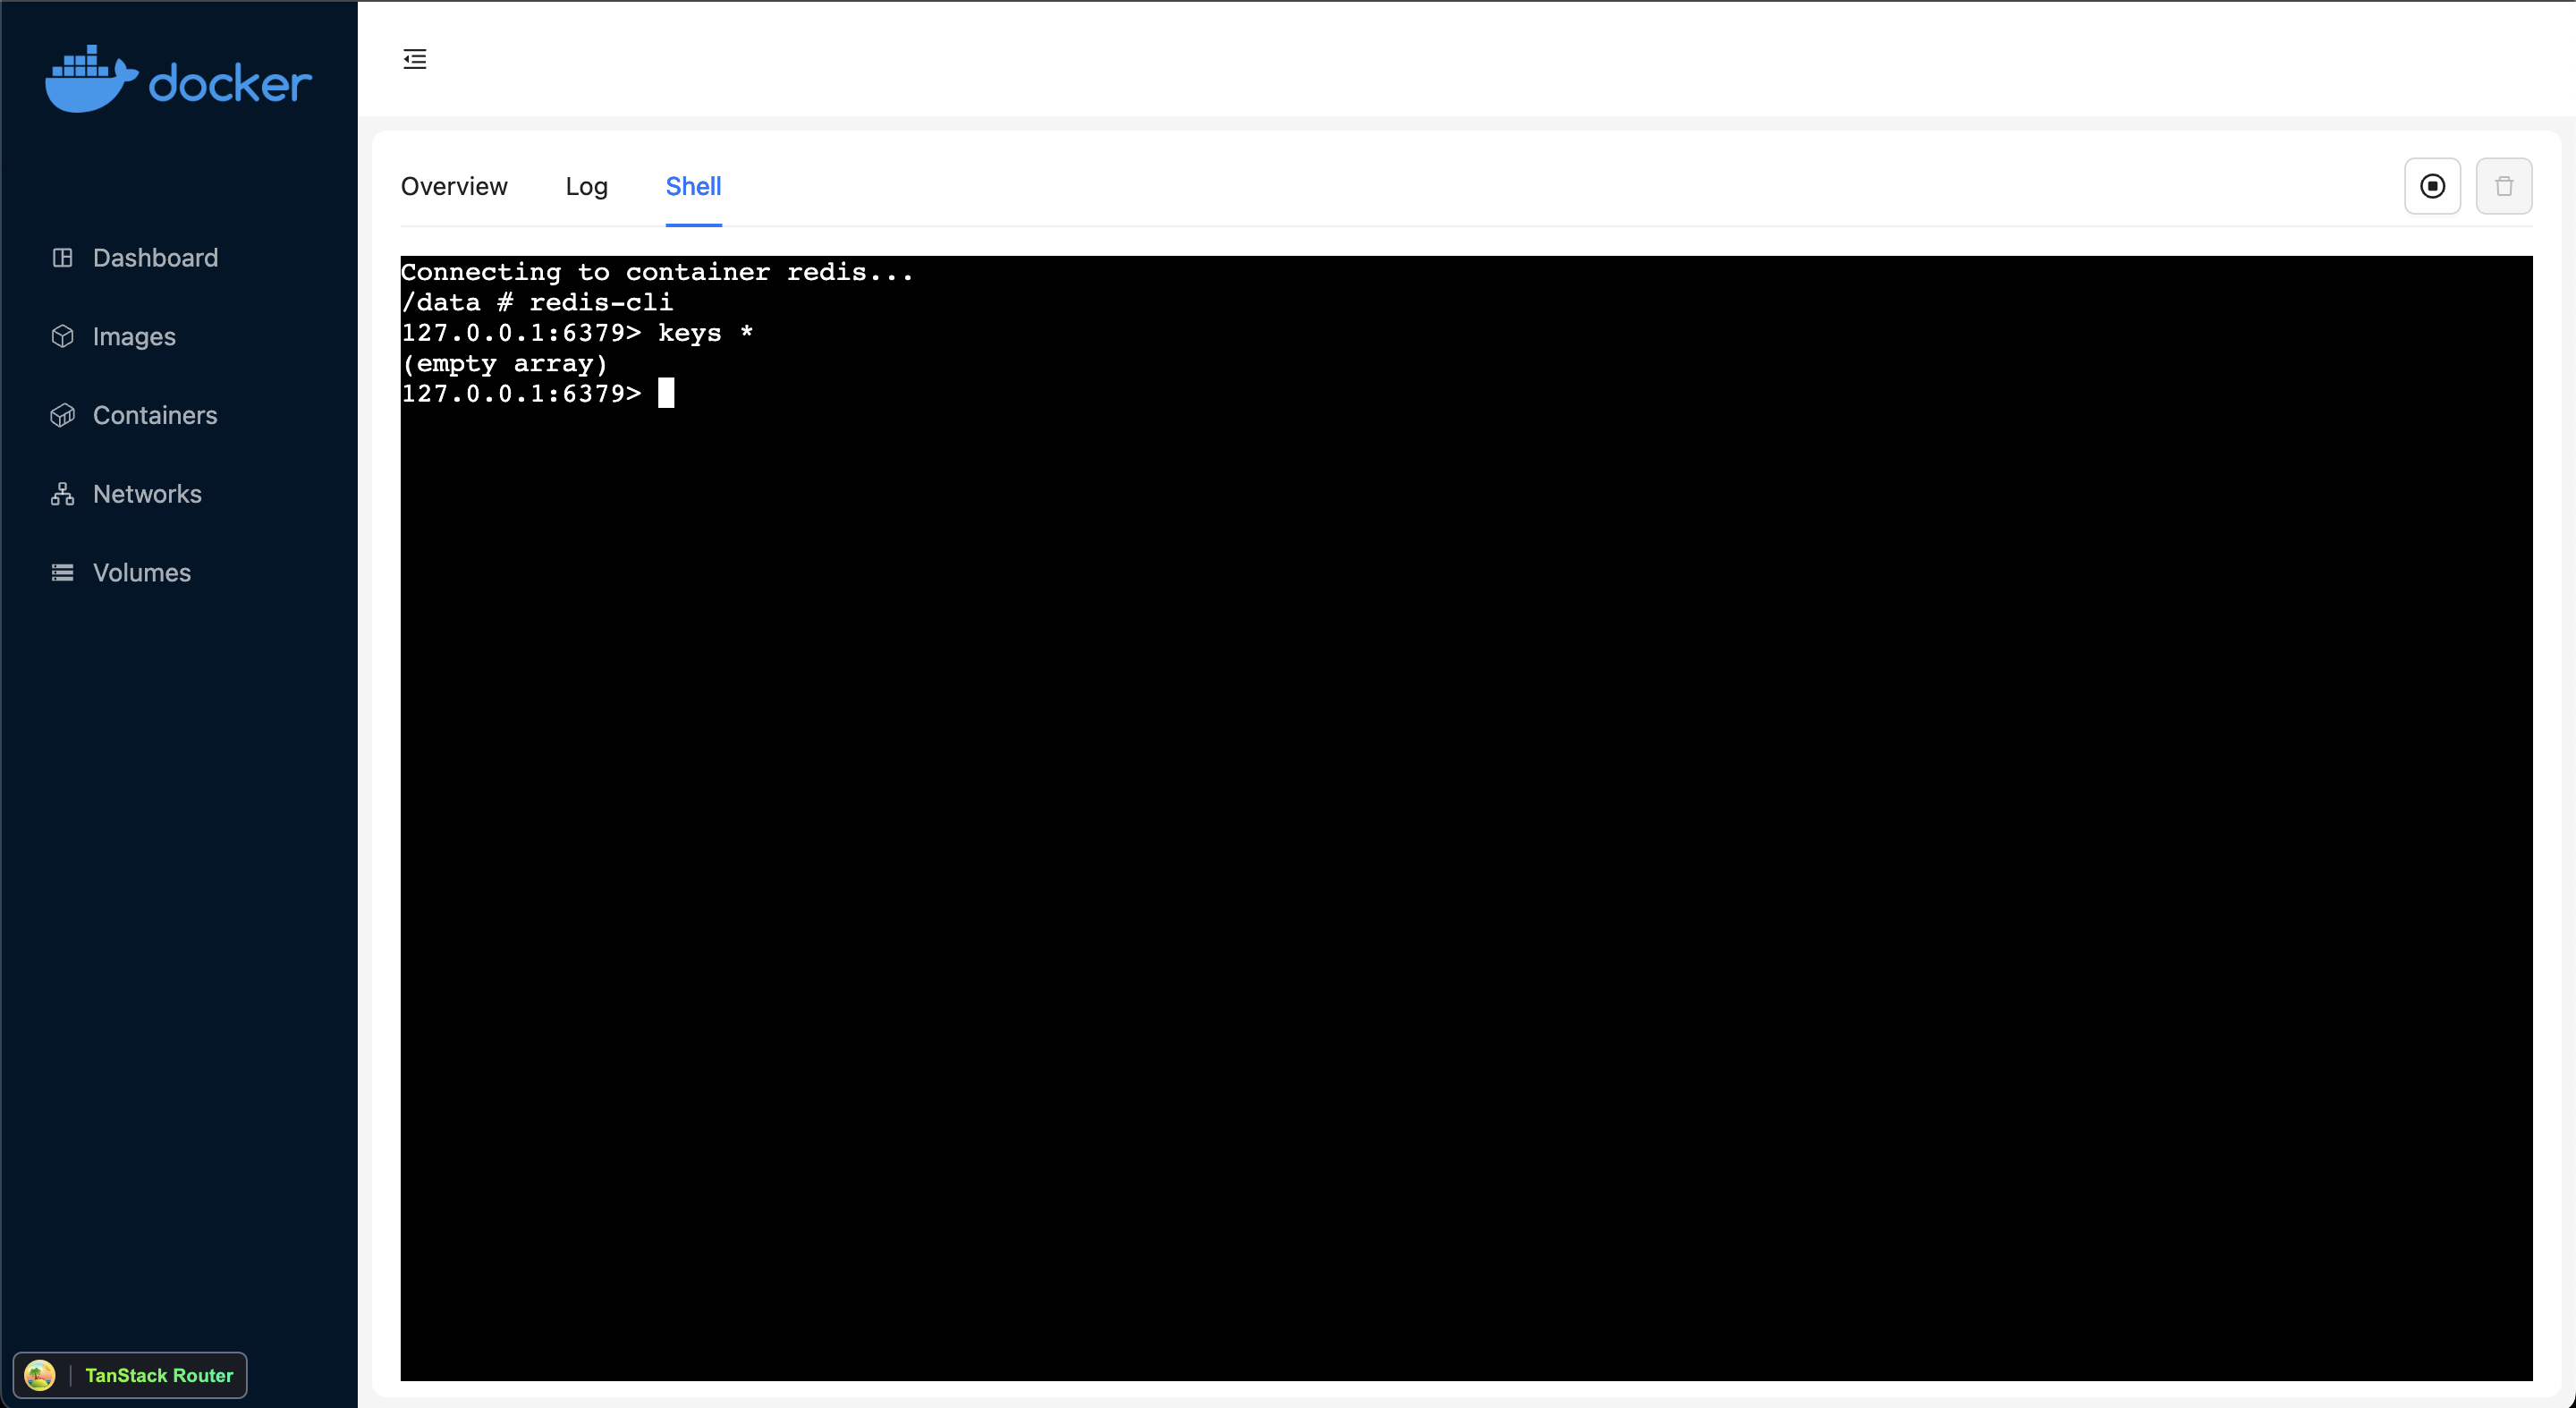 docker
Dashboard
Images
Containers
Networks
Volumes
TanStack Router
Overview
Log
Shell
Connecting to container redis...
/data # redis-cli
127.0.0.1:6379> keys *
(empty array)
127.0.0.1:6379>